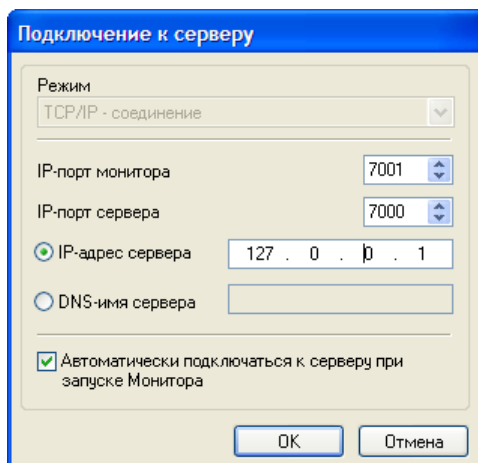 Подключение к серверу
Режим
TCP/IP - соединение
IP-порт монитора 7001
IP-порт сервера 7000
IP-адрес сервера 127 . 0 . 0 . 1
DNS-имя сервера
Автоматически подключаться к серверу при
запуске Монитора
OK Отмена